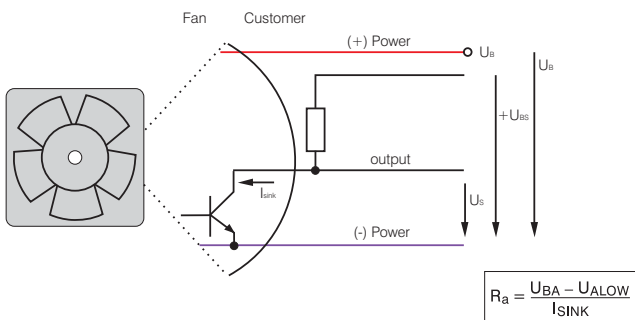 Fan Customer
(+) Power
UB
UB
+UBS
output
Isink
US
(-) Power
Ra = UBA – UALOW
ISINK